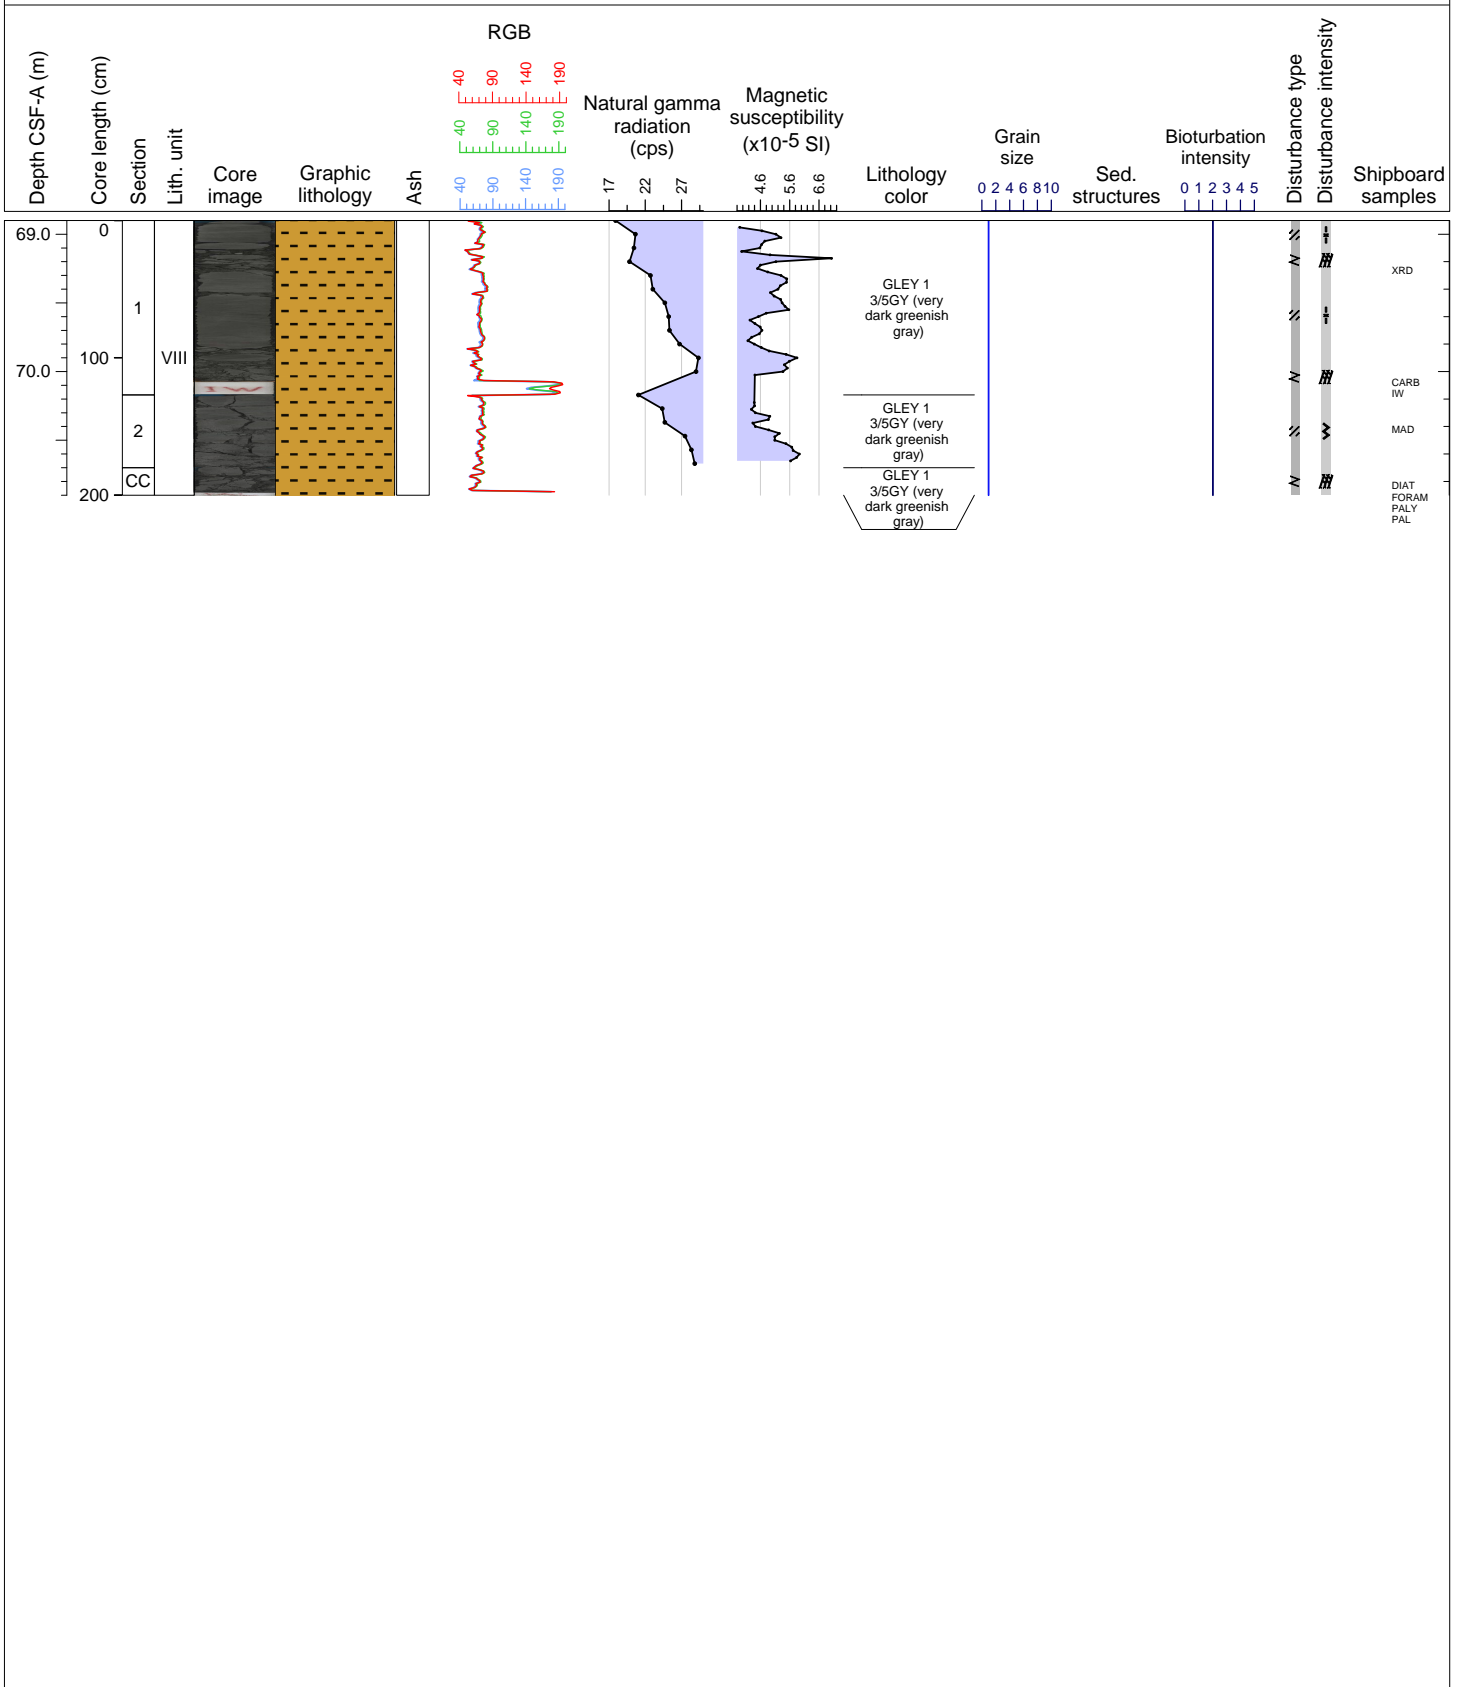 RGB
Depth CSF-A (m)
Core length (cm)
Section
Lith. unit
Core
image
Graphic
lithology
Ash
40 90 140 190
40 90 140 190
40 90 140 190
Natural gamma
radiation
(cps)
17 22 27
Magnetic
susceptibility
(x10-5 SI)
4.6 5.6 6.6
Lithology
color
Grain
size
0 2 4 6 8 10
Sed.
structures
Bioturbation
intensity
0 1 2 3 4 5
Disturbance type
Disturbance intensity
Shipboard
samples
69.0
70.0
0
100
200
1
2
CC
VIII
GLEY 1
3/5GY (very
dark greenish
gray)
GLEY 1
3/5GY (very
dark greenish
gray)
GLEY 1
3/5GY (very
dark greenish
gray)
XRD
CARB
IW
MAD
DIAT
FORAM
PALY
PAL